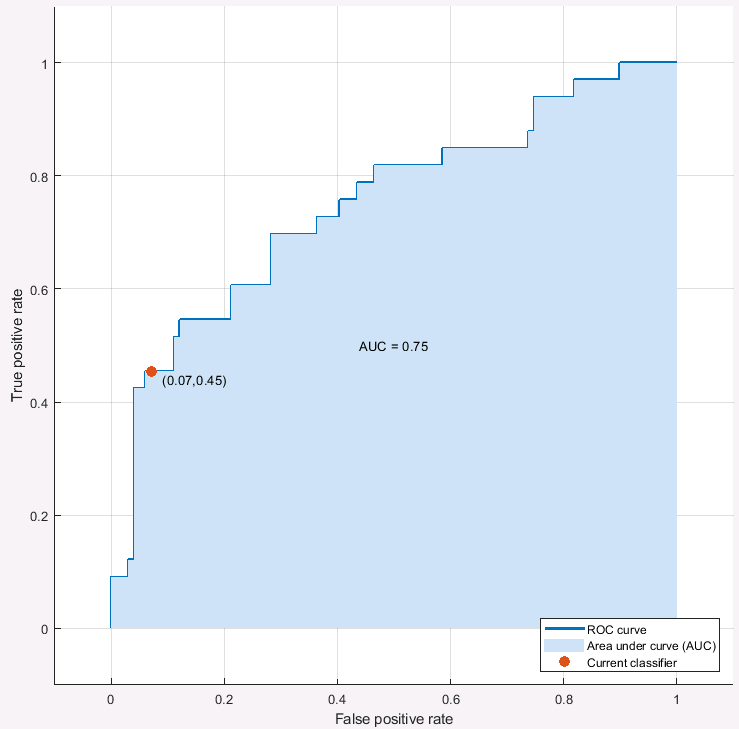 1
0.8
0.6
0.4
0.2
0
True positive rate
AUC = 0.75
(0.07,0.45)
ROC curve
Area under curve (AUC)
Current classifier
0 0.2 0.4 0.6 0.8 1
False positive rate